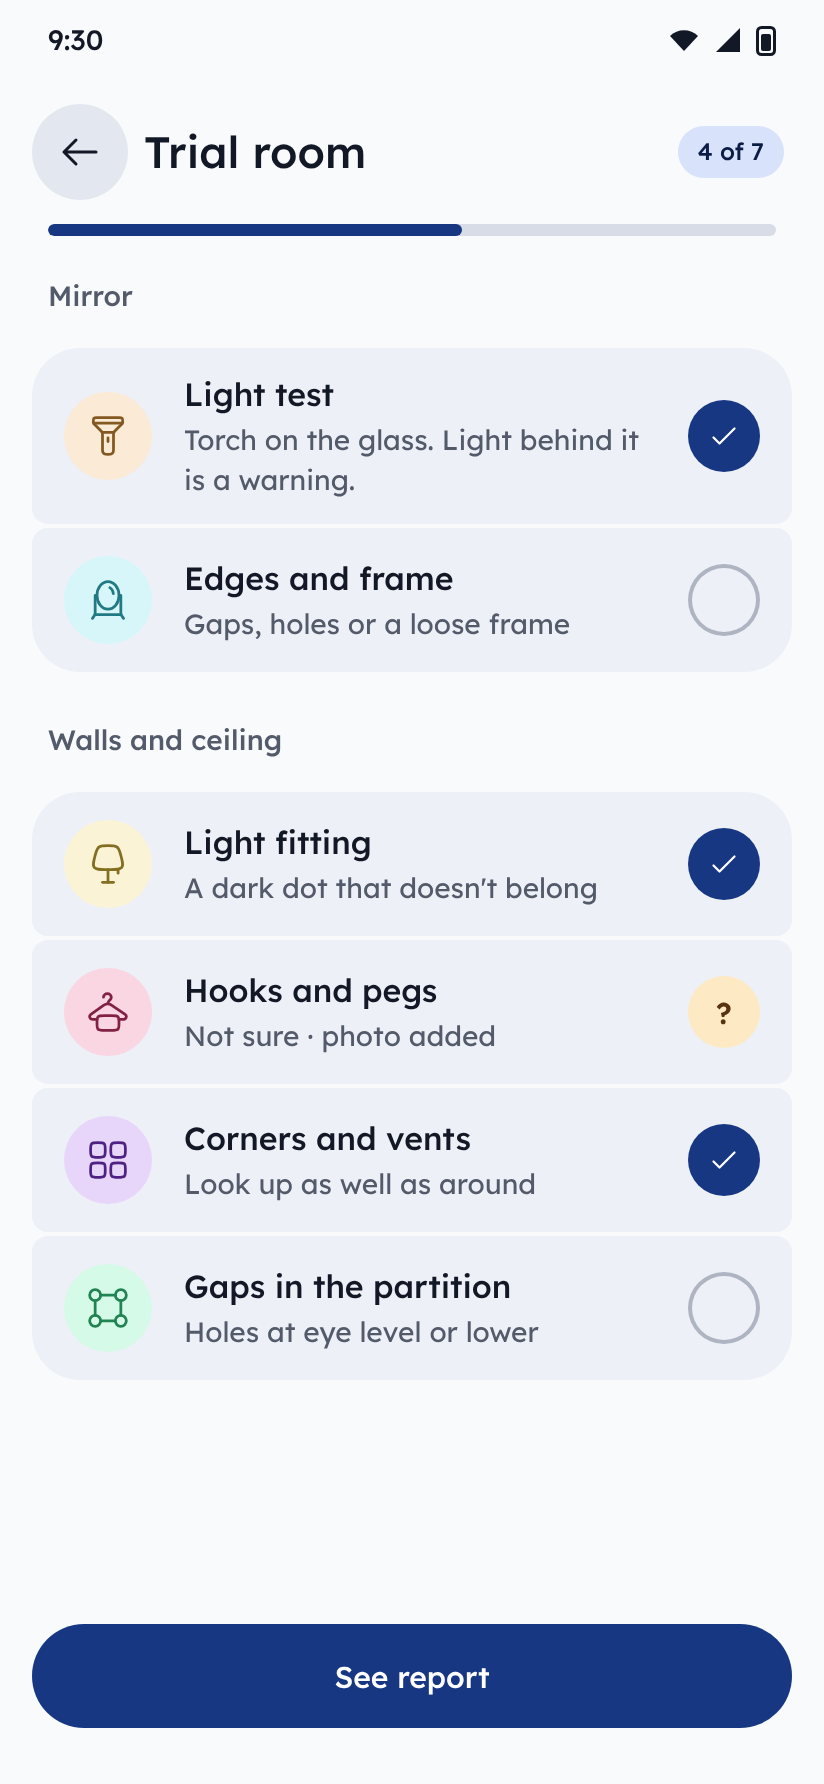 9:30
Trial room
4 of 7
Mirror
Light test
Torch on the glass. Light behind it
is a warning.
Edges and frame
Gaps, holes or a loose frame
Walls and ceiling
Light fitting
A dark dot that doesn't belong
Hooks and pegs
Not sure · photo added
?
Corners and vents
Look up as well as around
Gaps in the partition
Holes at eye level or lower
See report